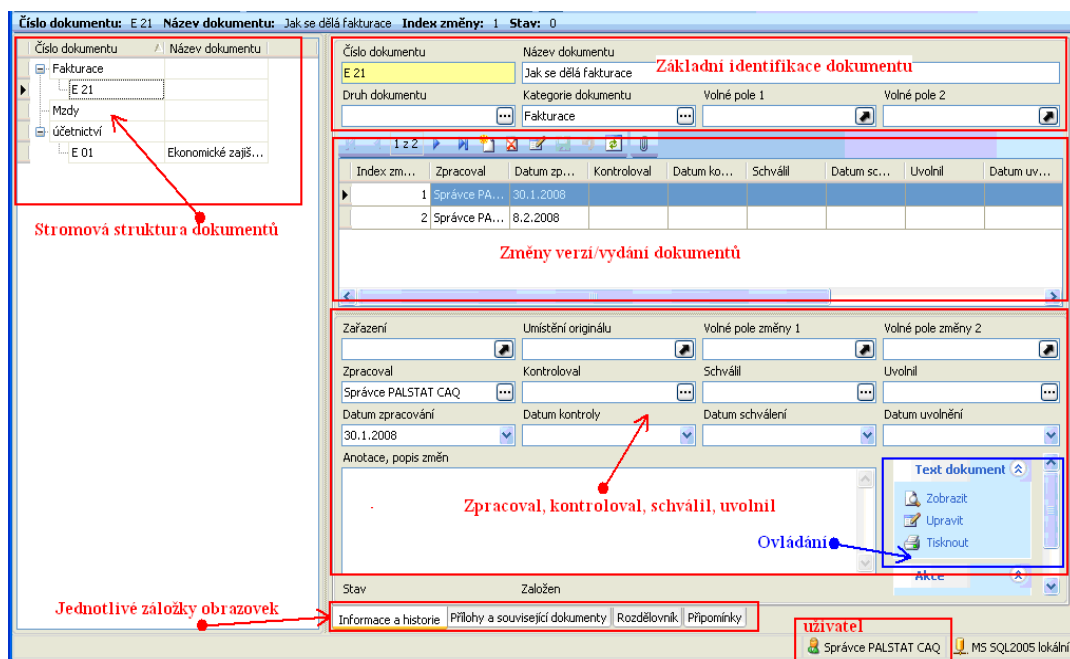 Číslo dokumentu: E 21 Název dokumentu: Jak se dělá fakturace Index změny: 1 Stav: 0
Číslo dokumentu Název dokumentu
Fakturace
E 21
Mzdy
účetnictví
E 01 Ekonomické zajiš...
Stromová struktura dokumentů
Číslo dokumentu Název dokumentu
E 21 Jak se dělá fakturace
Základní identifikace dokumentu
Druh dokumentu Kategorie dokumentu Volné pole 1 Volné pole 2
Fakturace
1 z 2
Index zm... Zpracoval Datum zp... Kontroloval Datum ko... Schválil Datum sc... Uvolnil Datum uv...
1 Správce PA... 30.1.2008
2 Správce PA... 8.2.2008
Změny verzí/vydání dokumentů
Zařazení Umístění originálu Volné pole změny 1 Volné pole změny 2
Zpracoval Kontroloval Schválil Uvolnil
Správce PALSTAT CAQ
Datum zpracování Datum kontroly Datum schválení Datum uvolnění
30.1.2008
Anotace, popis změn
Zpracoval, kontroloval, schválil, uvolnil
Text dokument
Zobrazit
Upravit
Tisknout
Ovládání
Akce
Stav Založen
Jednotlivé záložky obrazovek
Informace a historie Přílohy a související dokumenty Rozdělovník Připomínky
uživatel
Správce PALSTAT CAQ MS SQL2005 lokální